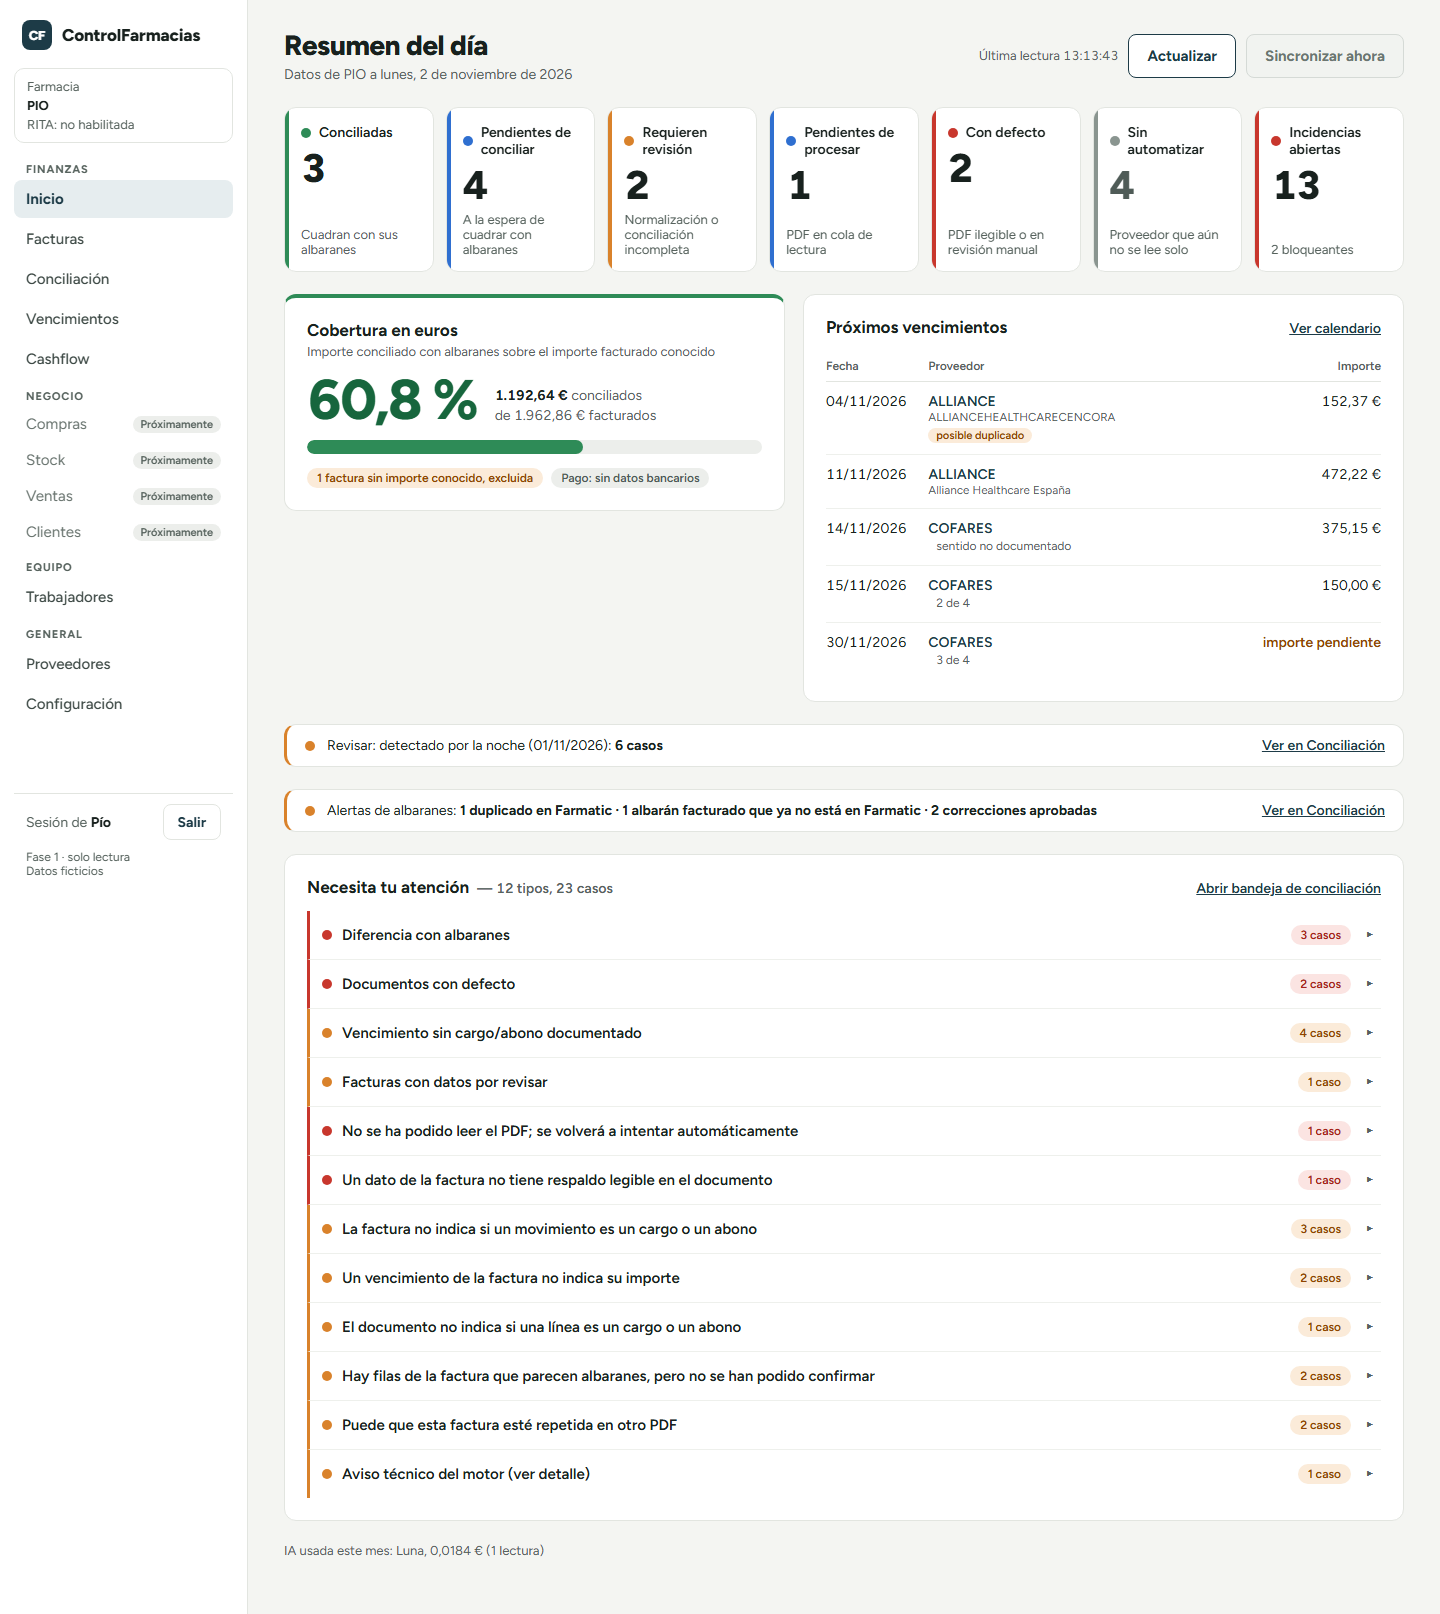 CF ControlFarmacias
Farmacia
PIO
RITA: no habilitada
FINANZAS
Inicio
Facturas
Conciliación
Vencimientos
Cashflow
NEGOCIO
Compras Próximamente
Stock Próximamente
Ventas Próximamente
Clientes Próximamente
EQUIPO
Trabajadores
GENERAL
Proveedores
Configuración
Sesión de Pío Salir
Fase 1 · solo lectura
Datos ficticios
Resumen del día
Datos de PIO a lunes, 2 de noviembre de 2026
Última lectura 13:13:43 Actualizar Sincronizar ahora
Conciliadas
3
Cuadran con sus
albaranes
Pendientes de
conciliar
4
A la espera de
cuadrar con
albaranes
Requieren
revisión
2
Normalización o
conciliación
incompleta
Pendientes de
procesar
1
PDF en cola de
lectura
Con defecto
2
PDF ilegible o en
revisión manual
Sin
automatizar
4
Proveedor que aún
no se lee solo
Incidencias
abiertas
13
2 bloqueantes
Cobertura en euros
Importe conciliado con albaranes sobre el importe facturado conocido
60,8 %
1.192,64 € conciliados
de 1.962,86 € facturados
1 factura sin importe conocido, excluida Pago: sin datos bancarios
Próximos vencimientos Ver calendario
Fecha Proveedor Importe
04/11/2026 ALLIANCE 152,37 €
ALLIANCEHEALTHCARECENCORA
posible duplicado
11/11/2026 ALLIANCE 472,22 €
Alliance Healthcare España
14/11/2026 COFARES 375,15 €
sentido no documentado
15/11/2026 COFARES 150,00 €
2 de 4
30/11/2026 COFARES importe pendiente
3 de 4
Revisar: detectado por la noche (01/11/2026): 6 casos Ver en Conciliación
Alertas de albaranes: 1 duplicado en Farmatic · 1 albarán facturado que ya no está en Farmatic · 2 correcciones aprobadas Ver en Conciliación
Necesita tu atención — 12 tipos, 23 casos Abrir bandeja de conciliación
Diferencia con albaranes 3 casos
Documentos con defecto 2 casos
Vencimiento sin cargo/abono documentado 4 casos
Facturas con datos por revisar 1 caso
No se ha podido leer el PDF; se volverá a intentar automáticamente 1 caso
Un dato de la factura no tiene respaldo legible en el documento 1 caso
La factura no indica si un movimiento es un cargo o un abono 3 casos
Un vencimiento de la factura no indica su importe 2 casos
El documento no indica si una línea es un cargo o un abono 1 caso
Hay filas de la factura que parecen albaranes, pero no se han podido confirmar 2 casos
Puede que esta factura esté repetida en otro PDF 2 casos
Aviso técnico del motor (ver detalle) 1 caso
IA usada este mes: Luna, 0,0184 € (1 lectura)